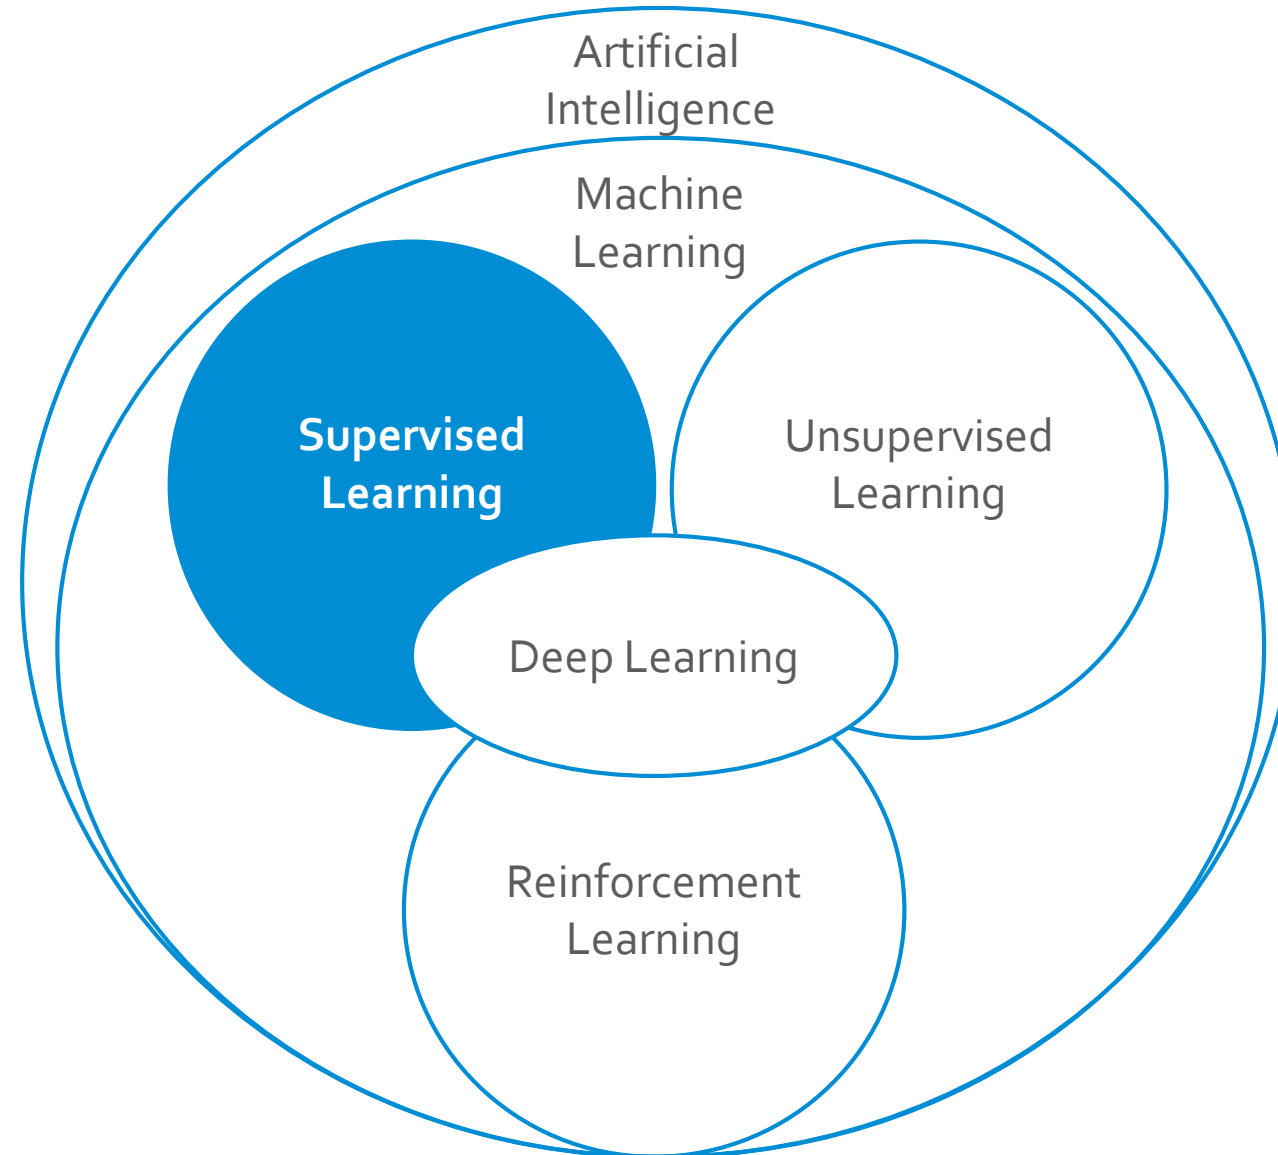 Artificial
Intelligence
Machine
Learning
Supervised
Learning
Unsupervised
Learning
Deep Learning
Reinforcement
Learning